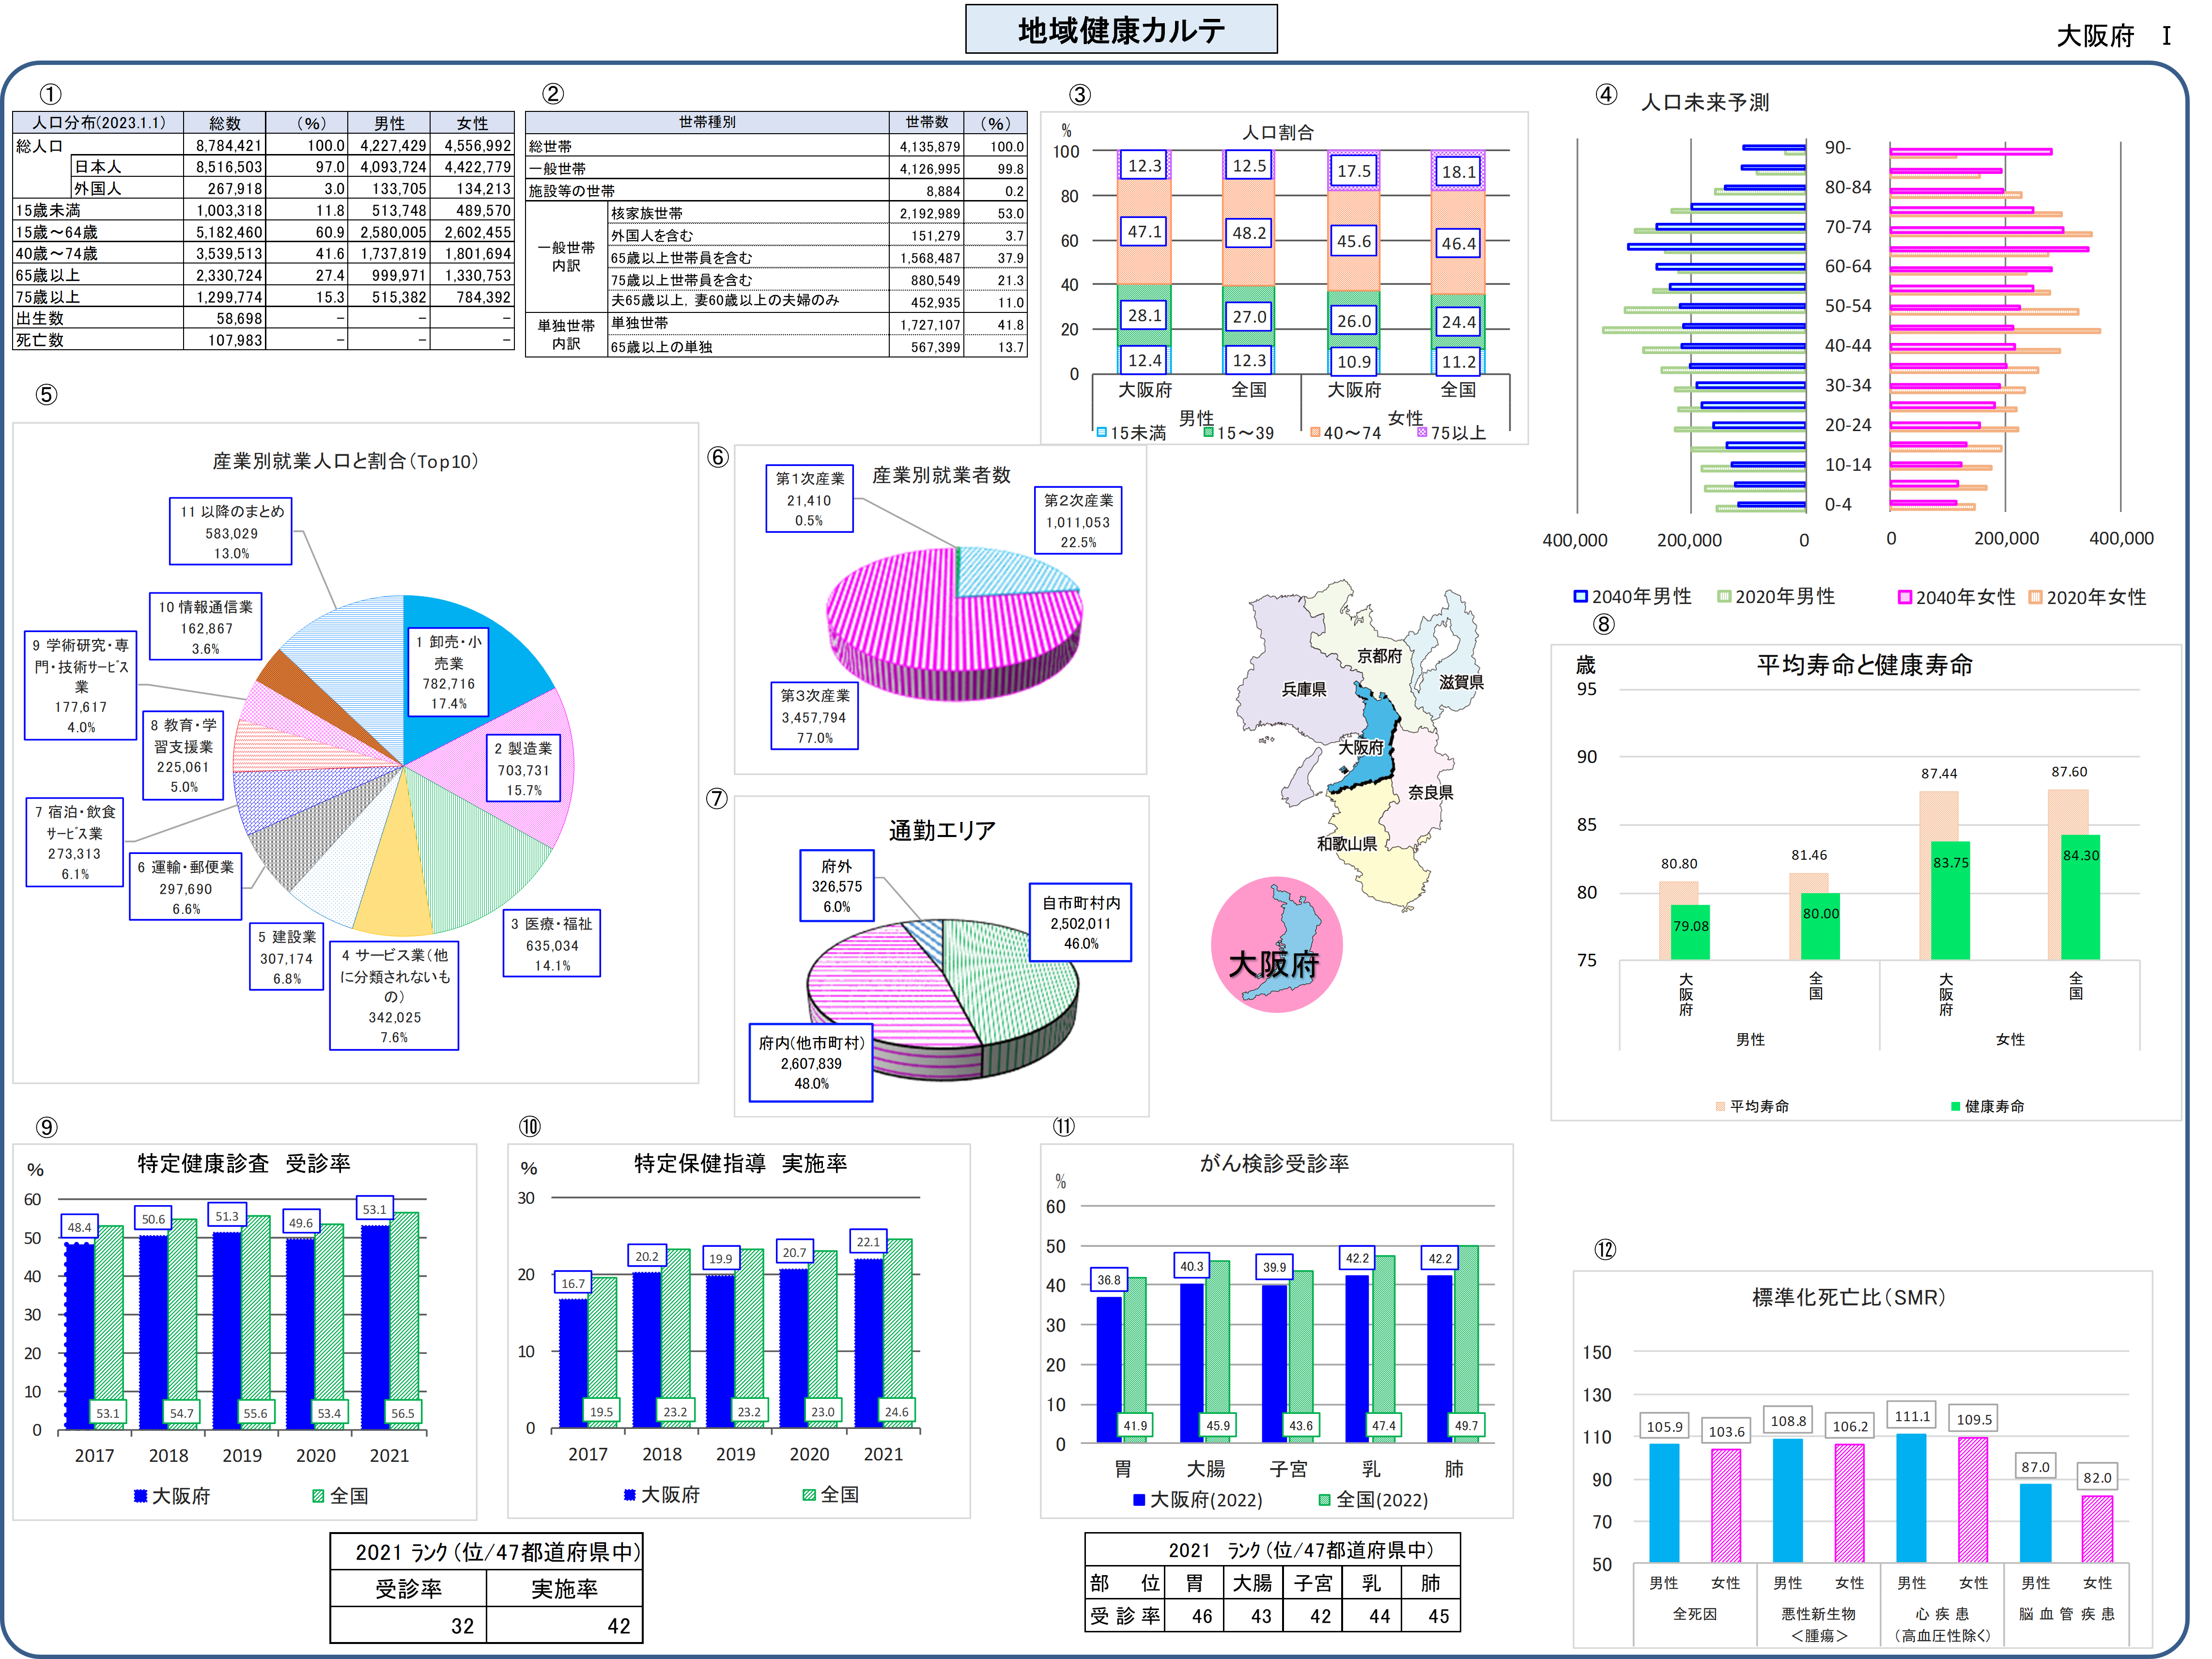 地域健康カルテ
大阪府　Ⅰ
①
人口分布(2023.1.1) 総数 （％） 男性 女性
総人口 8,784,421 100.0 4,227,429 4,556,992
日本人 8,516,503 97.0 4,093,724 4,422,779
外国人 267,918 3.0 133,705 134,213
15歳未満 1,003,318 11.8 513,748 489,570
15歳～64歳 5,182,460 60.9 2,580,005 2,602,455
40歳～74歳 3,539,513 41.6 1,737,819 1,801,694
65歳以上 2,330,724 27.4 999,971 1,330,753
75歳以上 1,299,774 15.3 515,382 784,392
出生数 58,698 － － －
死亡数 107,983 － － －
②
世帯種別 世帯数 （％）
総世帯 4,135,879 100.0
一般世帯 4,126,995 99.8
施設等の世帯 8,884 0.2
一般世帯
内訳
核家族世帯 2,192,989 53.0
外国人を含む 151,279 3.7
65歳以上世帯員を含む 1,568,487 37.9
75歳以上世帯員を含む 880,549 21.3
夫65歳以上，妻60歳以上の夫婦のみ 452,935 11.0
単独世帯
内訳
単独世帯 1,727,107 41.8
65歳以上の単独 567,399 13.7
③
人口割合
％
100
80
60
40
20
0
12.3 12.5 17.5 18.1
47.1 48.2 45.6 46.4
28.1 27.0 26.0 24.4
12.4 12.3 10.9 11.2
大阪府 全国 大阪府 全国
男性 女性
15未満 15～39 40～74 75以上
④ 人口未来予測
90-
80-84
70-74
60-64
50-54
40-44
30-34
20-24
10-14
0-4
400,000 200,000 0 0 200,000 400,000
2040年男性 2020年男性 2040年女性 2020年女性
⑤
産業別就業人口と割合（Top10）
11 以降のまとめ
583,029
13.0%
10 情報通信業
162,867
3.6%
9 学術研究・専
門・技術ｻｰﾋﾞｽ
業
177,617
4.0%
8 教育・学
習支援業
225,061
5.0%
7 宿泊・飲食
ｻｰﾋﾞｽ業
273,313
6.1%
6 運輸・郵便業
297,690
6.6%
5 建設業
307,174
6.8%
4 サービス業（他
に分類されないも
の）
342,025
7.6%
3 医療・福祉
635,034
14.1%
2 製造業
703,731
15.7%
1 卸売・小
売業
782,716
17.4%
⑥
産業別就業者数
第1次産業
21,410
0.5%
第2次産業
1,011,053
22.5%
第3次産業
3,457,794
77.0%
⑦
通勤エリア
府外
326,575
6.0%
自市町村内
2,502,011
46.0%
府内（他市町村）
2,607,839
48.0%
京都府
兵庫県
滋賀県
大阪府
奈良県
和歌山県
大阪府
⑧
平均寿命と健康寿命
歳
95
90
85
80
75
80.80 81.46 87.44 87.60
79.08 80.00 83.75 84.30
大阪府 全国 大阪府 全国
男性 女性
平均寿命 健康寿命
⑨
特定健康診査　受診率
％
60
50
40
30
20
10
0
48.4 50.6 51.3 49.6 53.1
53.1 54.7 55.6 53.4 56.5
2017 2018 2019 2020 2021
大阪府 全国
⑩
特定保健指導　実施率
％
30
20
10
0
16.7 20.2 19.9 20.7 22.1
19.5 23.2 23.2 23.0 24.6
2017 2018 2019 2020 2021
大阪府 全国
2021 ﾗﾝｸ（位/47都道府県中）
受診率 実施率
32 42
⑪
がん検診受診率
％
60
50
40
30
20
10
0
36.8 40.3 39.9 42.2 42.2
41.9 45.9 43.6 47.4 49.7
胃 大腸 子宮 乳 肺
大阪府(2022) 全国(2022)
2021　ﾗﾝｸ（位/47都道府県中）
部　位 胃 大腸 子宮 乳 肺
受診率 46 43 42 44 45
⑫
標準化死亡比（SMR）
150
130
110
90
70
50
105.9 103.6 108.8 106.2 111.1 109.5 87.0 82.0
男性 女性 男性 女性 男性 女性 男性 女性
全死因 悪性新生物 心疾患 脳血管疾患
＜腫瘍＞ （高血圧性除く）